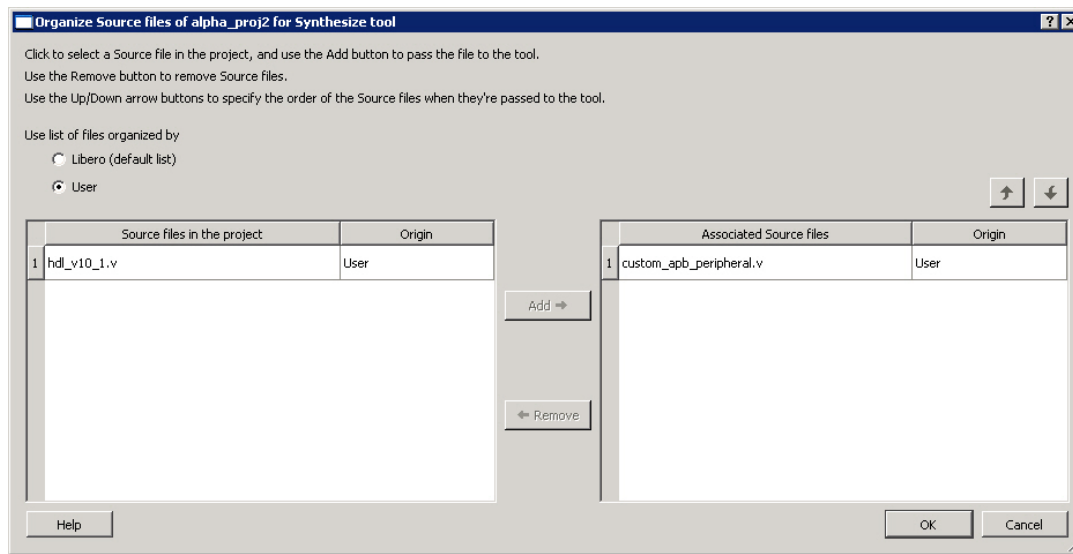 Organize Source files of alpha_proj2 for Synthesize tool
Click to select a Source file in the project, and use the Add button to pass the file to the tool.
Use the Remove button to remove Source files.
Use the Up/Down arrow buttons to specify the order of the Source files when they're passed to the tool.
Use list of files organized by
Libero (default list)
User
Source files in the project Origin
1 hdl_v10_1.v User
Add
Remove
Associated Source files Origin
1 custom_apb_peripheral.v User
Help OK Cancel